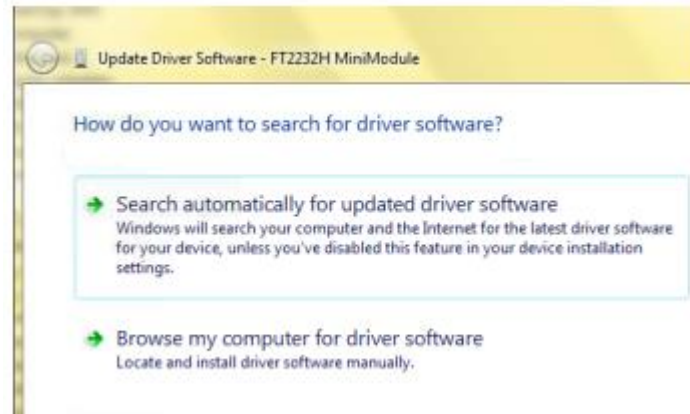 Update Driver Software - FT2232H MiniModule
How do you want to search for driver software?
Search automatically for updated driver software
Windows will search your computer and the Internet for the latest driver software
for your device, unless you've disabled this feature in your device installation
settings.
Browse my computer for driver software
Locate and install driver software manually.